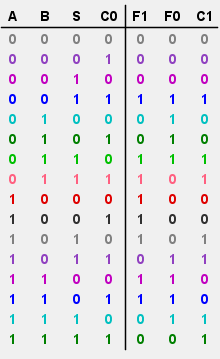 A B S C0 F1 F0 C1
0 0 0 0 0 0 0
0 0 0 1 0 0 0
0 0 1 0 0 0 0
0 0 1 1 1 1 1
0 1 0 0 0 1 0
0 1 0 1 0 1 0
0 1 1 0 1 1 1
0 1 1 1 1 0 1
1 0 0 0 1 0 0
1 0 0 1 1 0 0
1 0 1 0 1 0 1
1 0 1 1 0 1 1
1 1 0 0 1 1 0
1 1 0 1 1 1 0
1 1 1 0 0 1 1
1 1 1 1 0 0 1